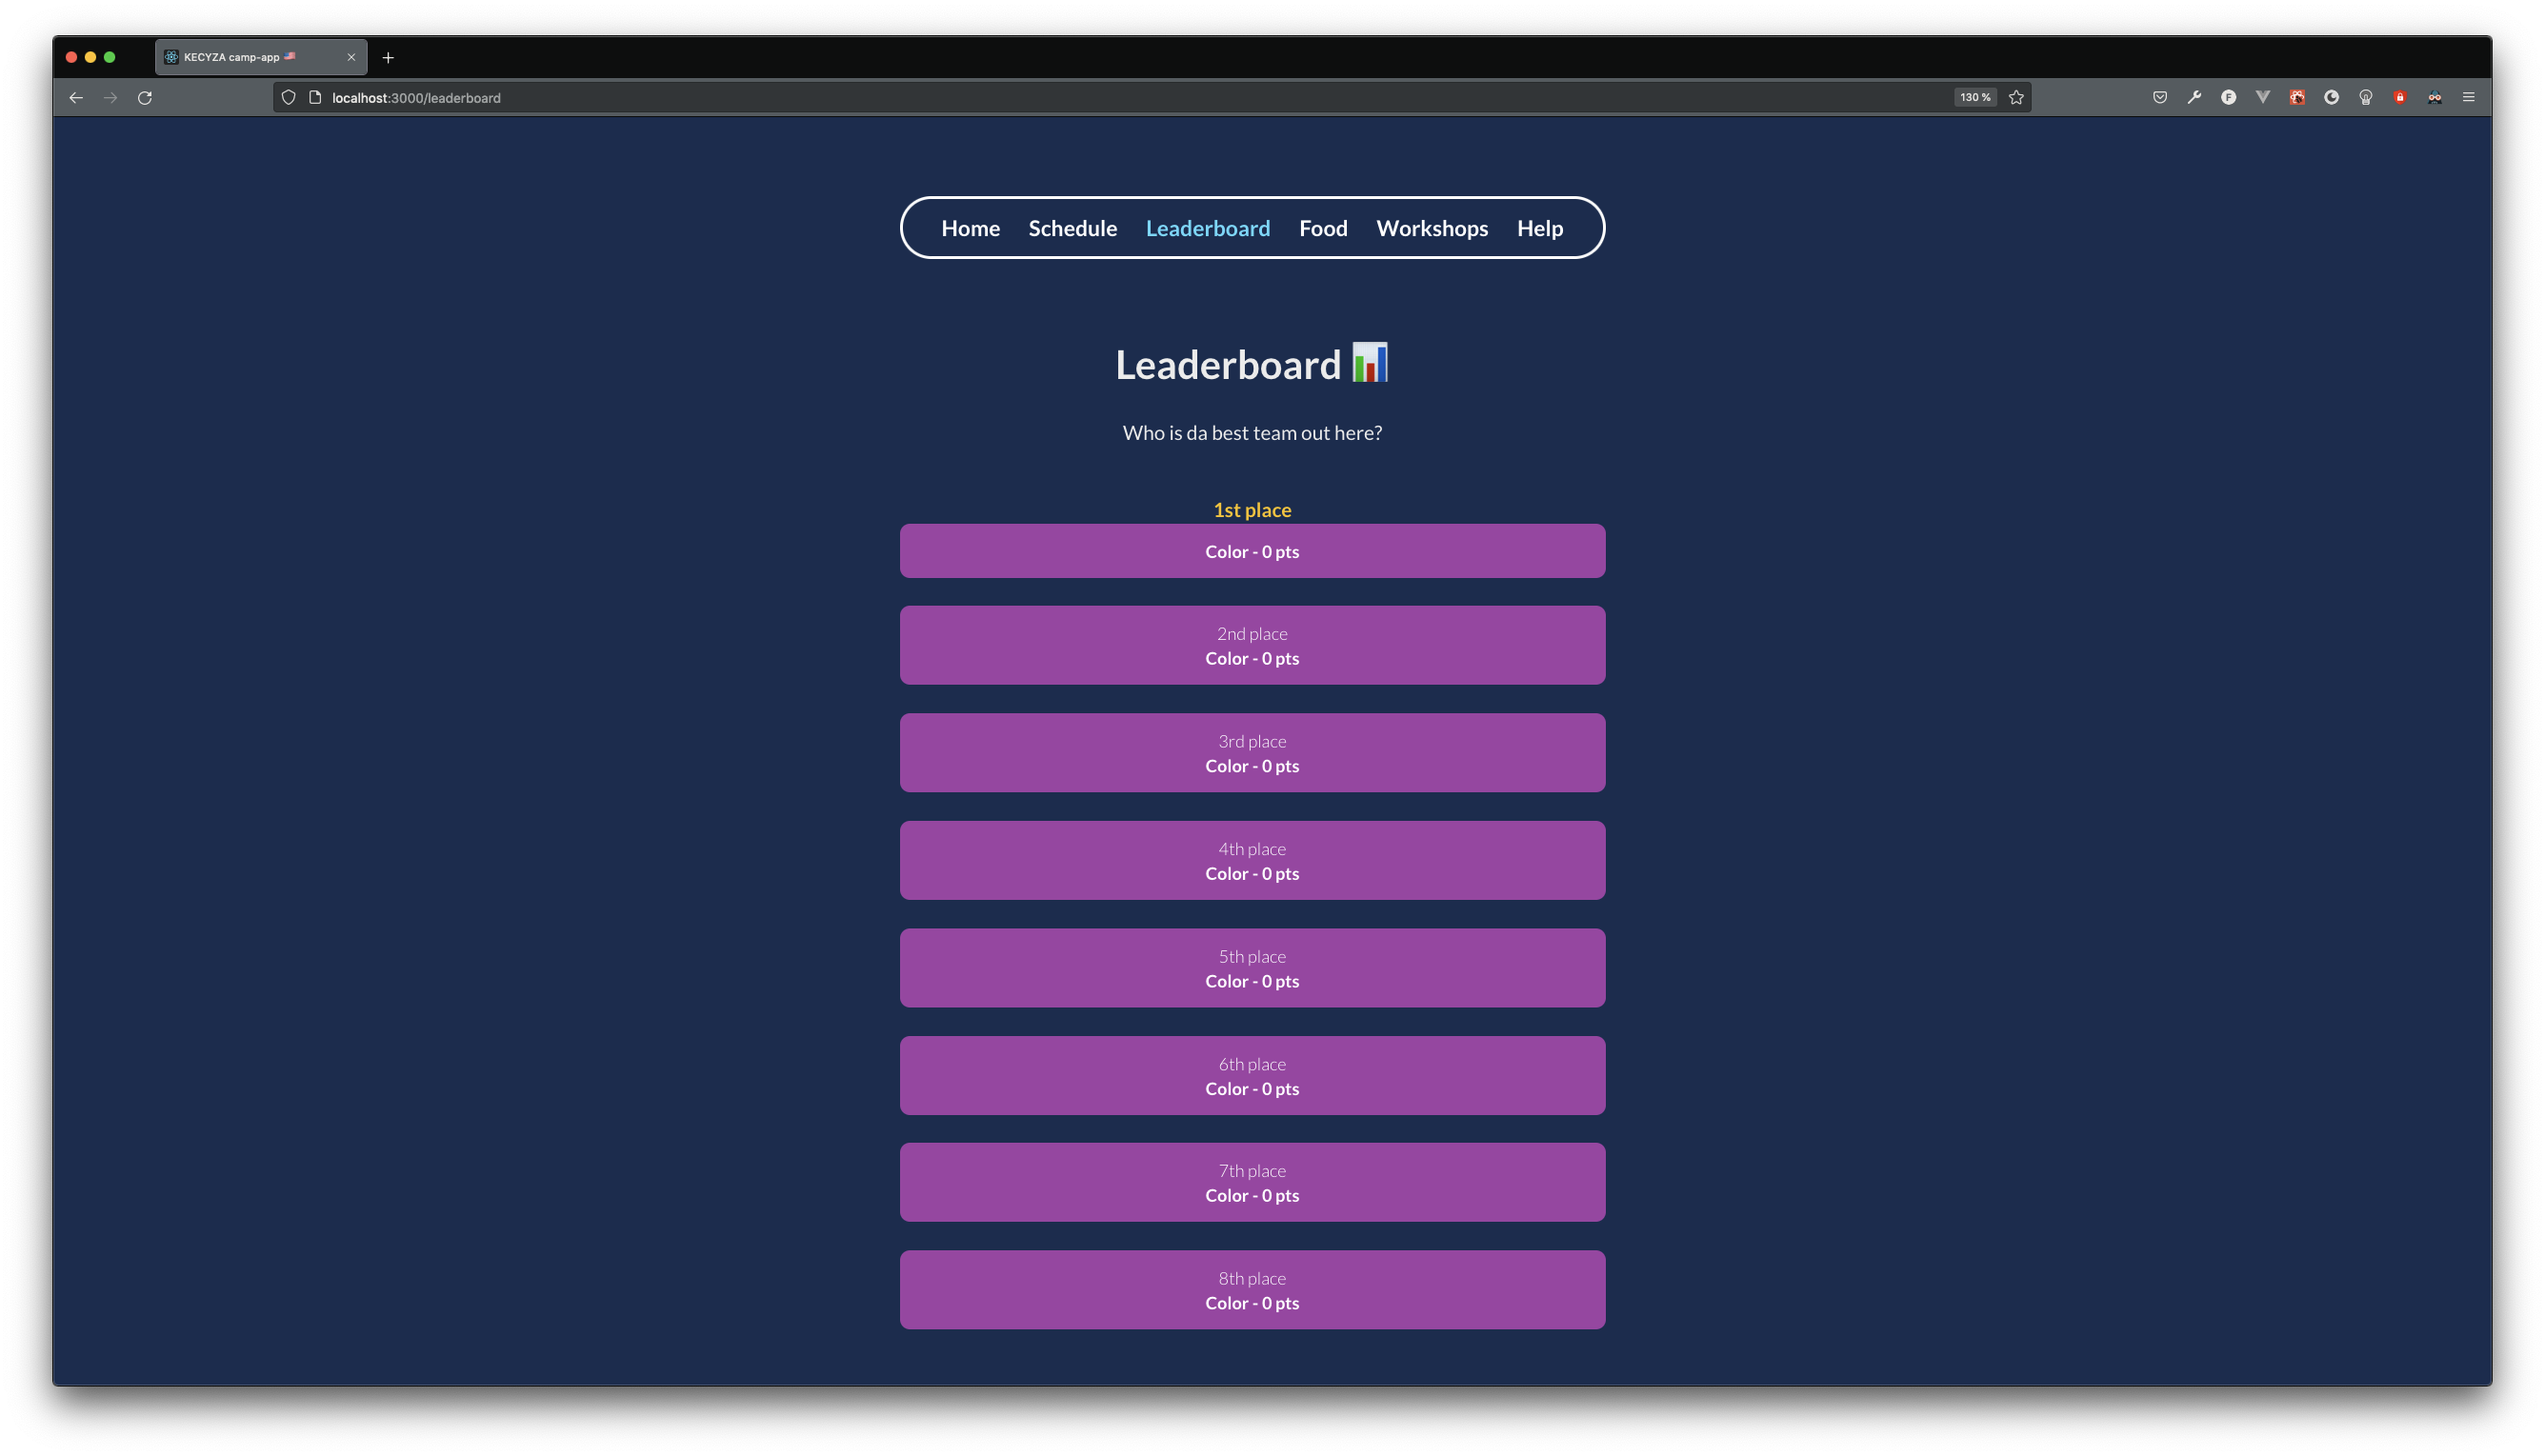 KECYZA camp-app 🇺🇸
localhost:3000/leaderboard
130 %
Home Schedule Leaderboard Food Workshops Help
Leaderboard 📊
Who is da best team out here?
1st place
Color - 0 pts
2nd place
Color - 0 pts
3rd place
Color - 0 pts
4th place
Color - 0 pts
5th place
Color - 0 pts
6th place
Color - 0 pts
7th place
Color - 0 pts
8th place
Color - 0 pts